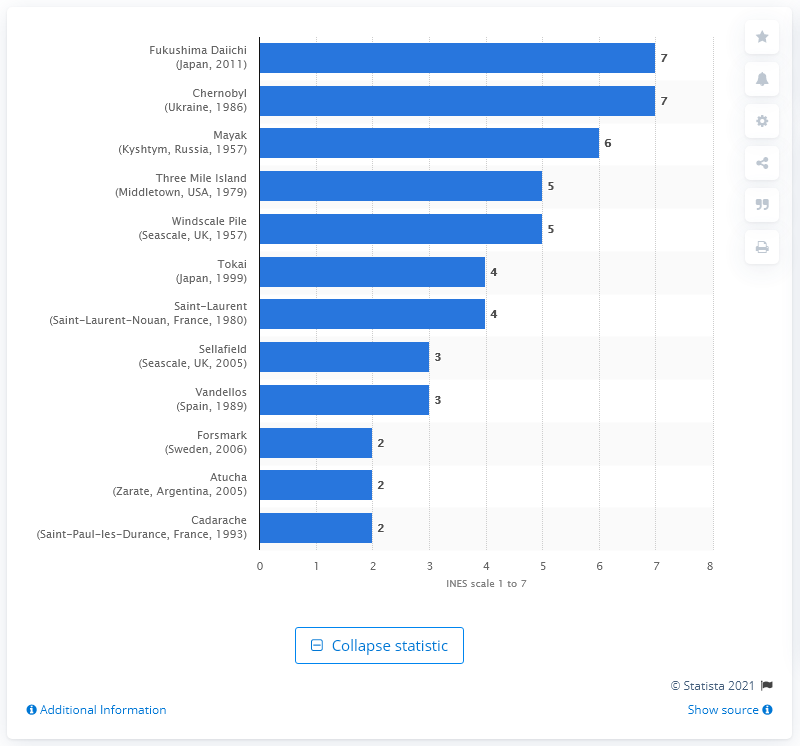 Fukushima Daiichi
(Japan, 2011)
7
Chernobyl
(Ukraine, 1986)
7
Mayak
(Kyshtym, Russia, 1957)
6
Three Mile Island
(Middletown, USA, 1979)
5
Windscale Pile
(Seascale, UK, 1957)
5
Tokai
(Japan, 1999)
4
Saint-Laurent
(Saint-Laurent-Nouan, France, 1980)
4
Sellafield
(Seascale, UK, 2005)
3
Vandellos
(Spain, 1989)
3
Forsmark
(Sweden, 2006)
2
Atucha
(Zarate, Argentina, 2005)
2
Cadarache
(Saint-Paul-les-Durance, France, 1993)
2
0 1 2 3 4 5 6 7 8
INES scale 1 to 7
Collapse statistic
© Statista 2021
Additional Information
Show source